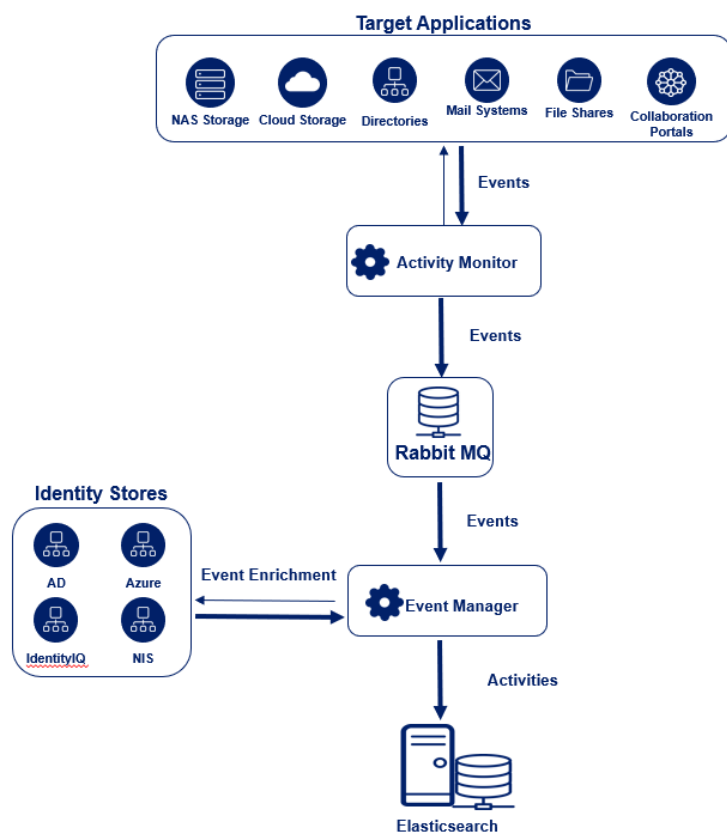 Target Applications
NAS Storage
Cloud Storage
Directories
Mail Systems
File Shares
Collaboration
Portals
Events
Activity Monitor
Events
Rabbit MQ
Identity Stores
Events
AD
Azure
Event Enrichment
Event Manager
IdentityIQ
NIS
Activities
Elasticsearch